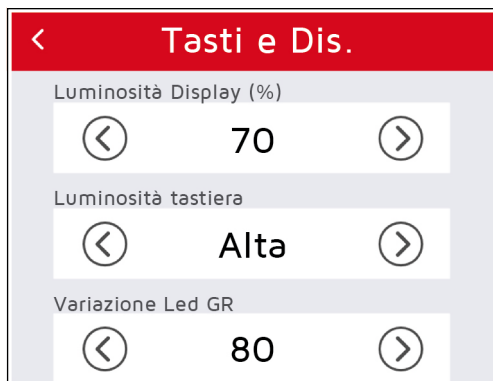 Tasti e Dis.
Luminosità Display (%)
70
Luminosità tastiera
Alta
Variazione Led GR
80